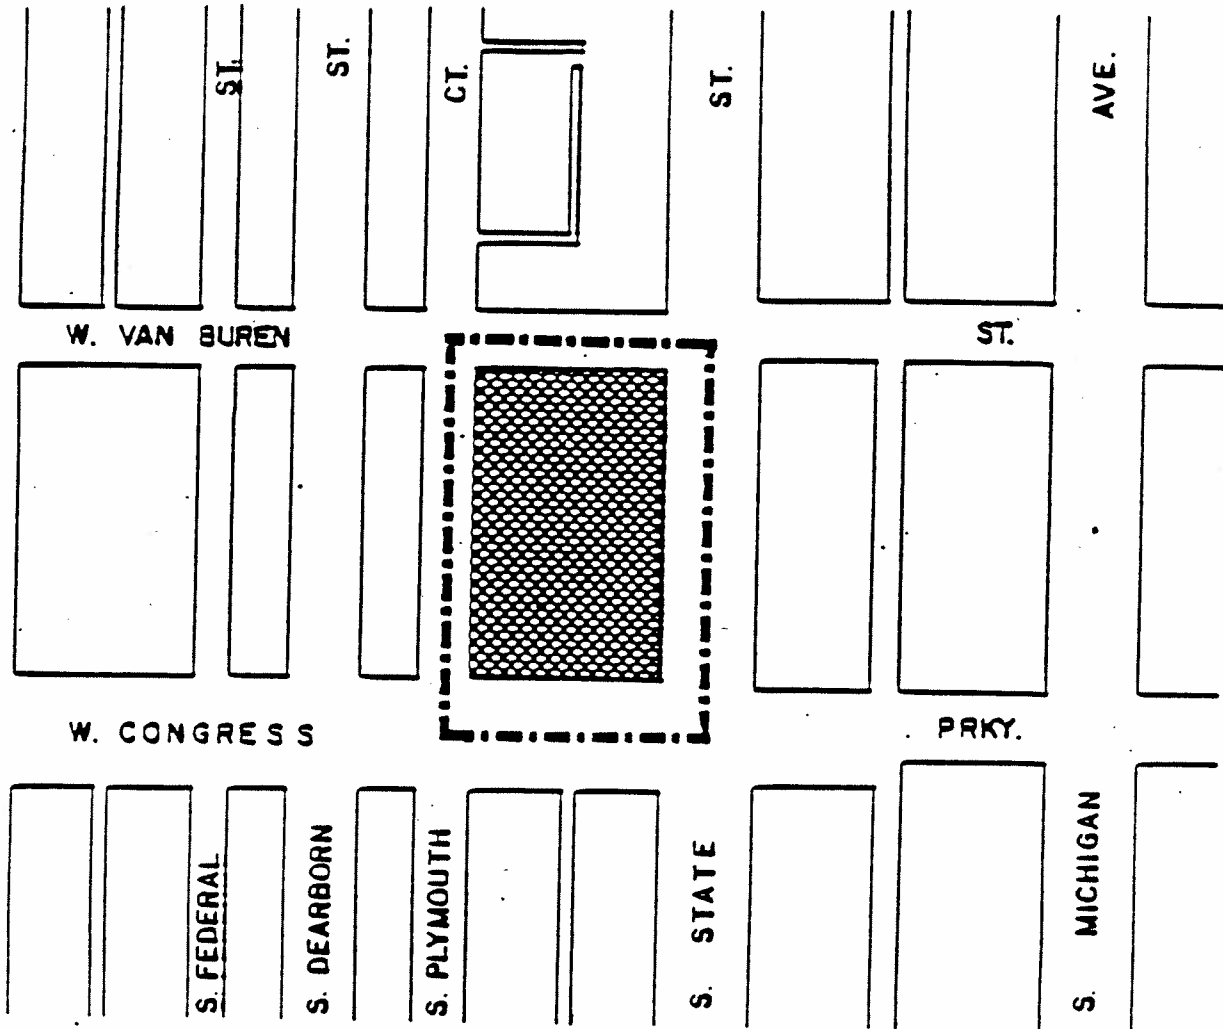 ST.
ST.
CT.
ST.
AVE.
W. VAN BUREN ST.
W. CONGRESS PRKY.
S. FEDERAL
S. DEARBORN
S. PLYMOUTH
S. STATE
S. MICHIGAN